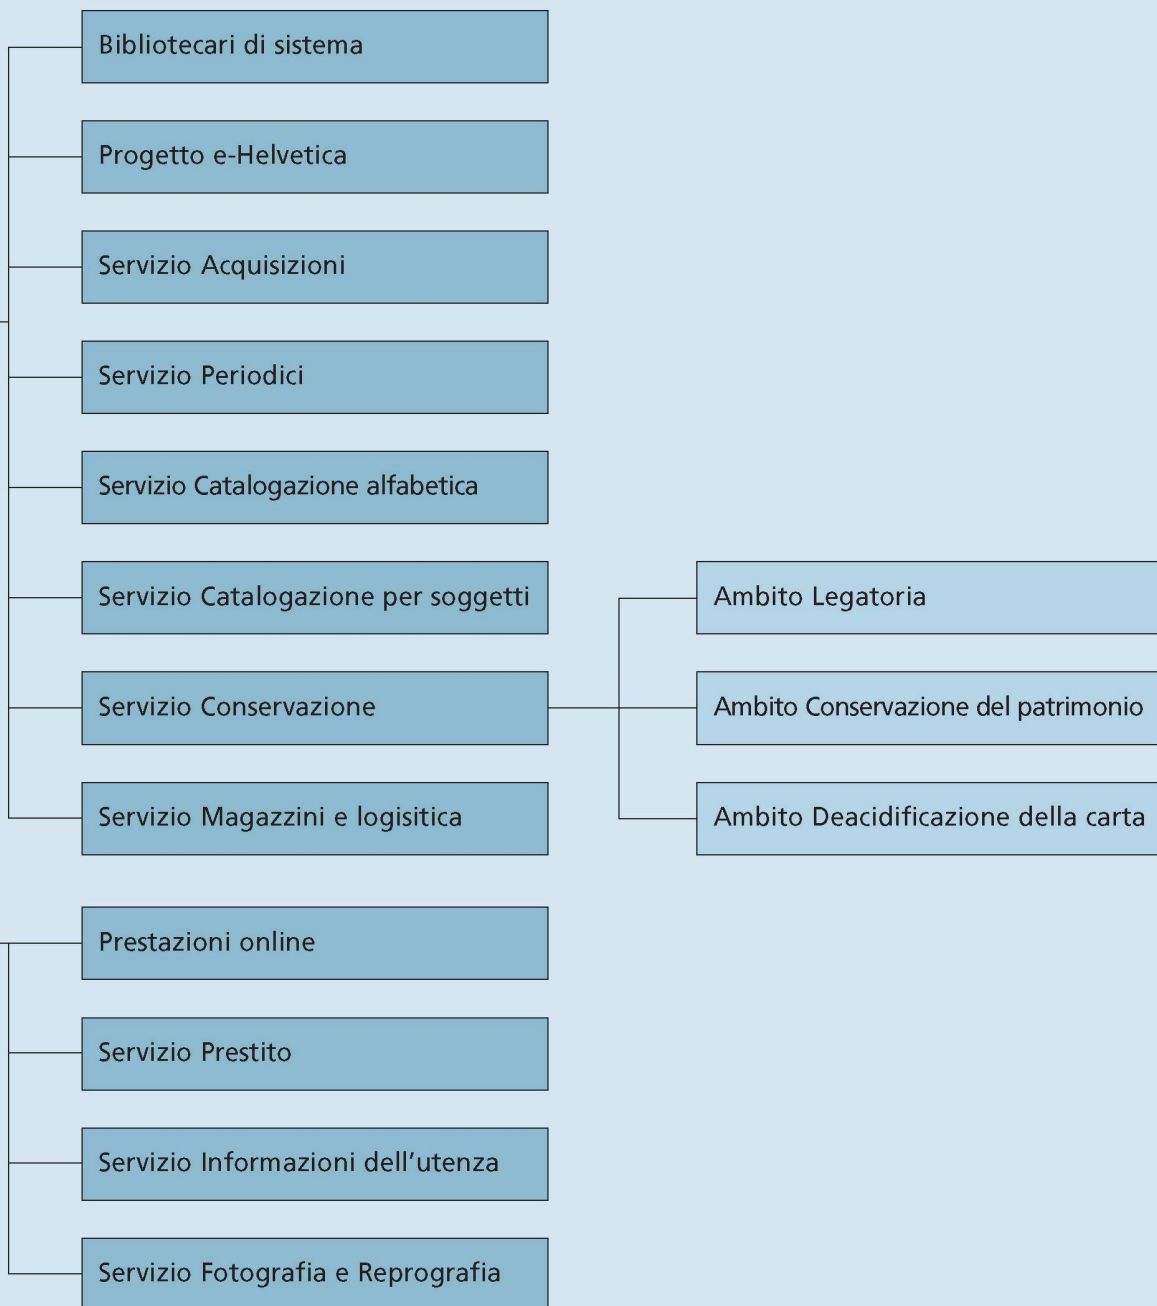 Bibliotecari di sistema
Progetto e-Helvetica
Servizio Acquisizioni
Servizio Periodici
Servizio Catalogazione alfabetica
Servizio Catalogazione per soggetti
Servizio Conservazione
Servizio Magazzini e logisitica
Ambito Legatoria
Ambito Conservazione del patrimonio
Ambito Deacidificazione della carta
Prestazioni online
Servizio Prestito
Servizio Informazioni dell’utenza
Servizio Fotografia e Reprografia